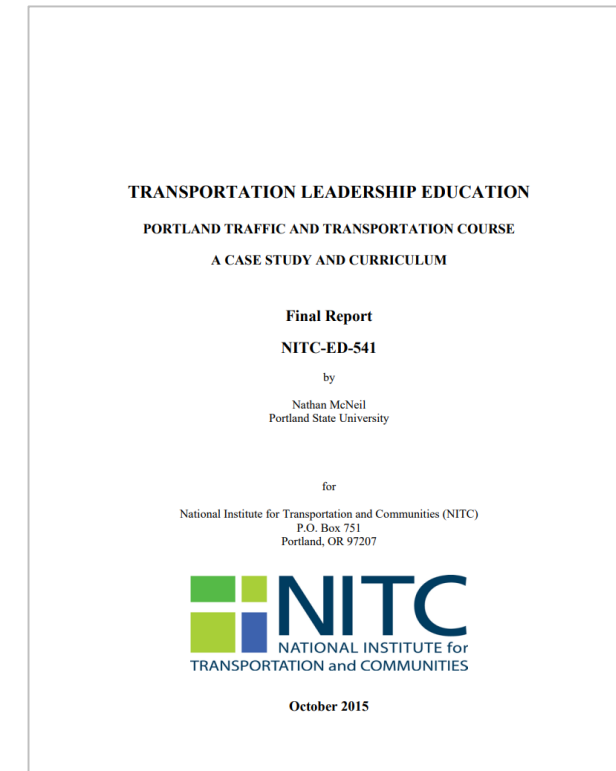 TRANSPORTATION LEADERSHIP EDUCATION
PORTLAND TRAFFIC AND TRANSPORTATION COURSE
A CASE STUDY AND CURRICULUM
Final Report
NITC-ED-541
by
Nathan McNeil
Portland State University
for
National Institute for Transportation and Communities (NITC)
P.O. Box 751
Portland, OR 97207
NITC
NATIONAL INSTITUTE for
TRANSPORTATION and COMMUNITIES
October 2015